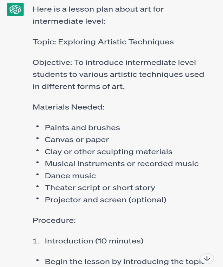 Here is a lesson plan about art for
intermediate level:
Topic: Exploring Artistic Techniques
Objective: To introduce intermediate level
students to various artistic techniques used
in different forms of art.
Materials Needed:
• Paints and brushes
• Canvas or paper
• Clay or other sculpting materials
• Musical instruments or recorded music
• Dance music
• Theater script or short story
• Projector and screen (optional)
Procedure:
1. Introduction (10 minutes)
• Begin the lesson by introducing the topic